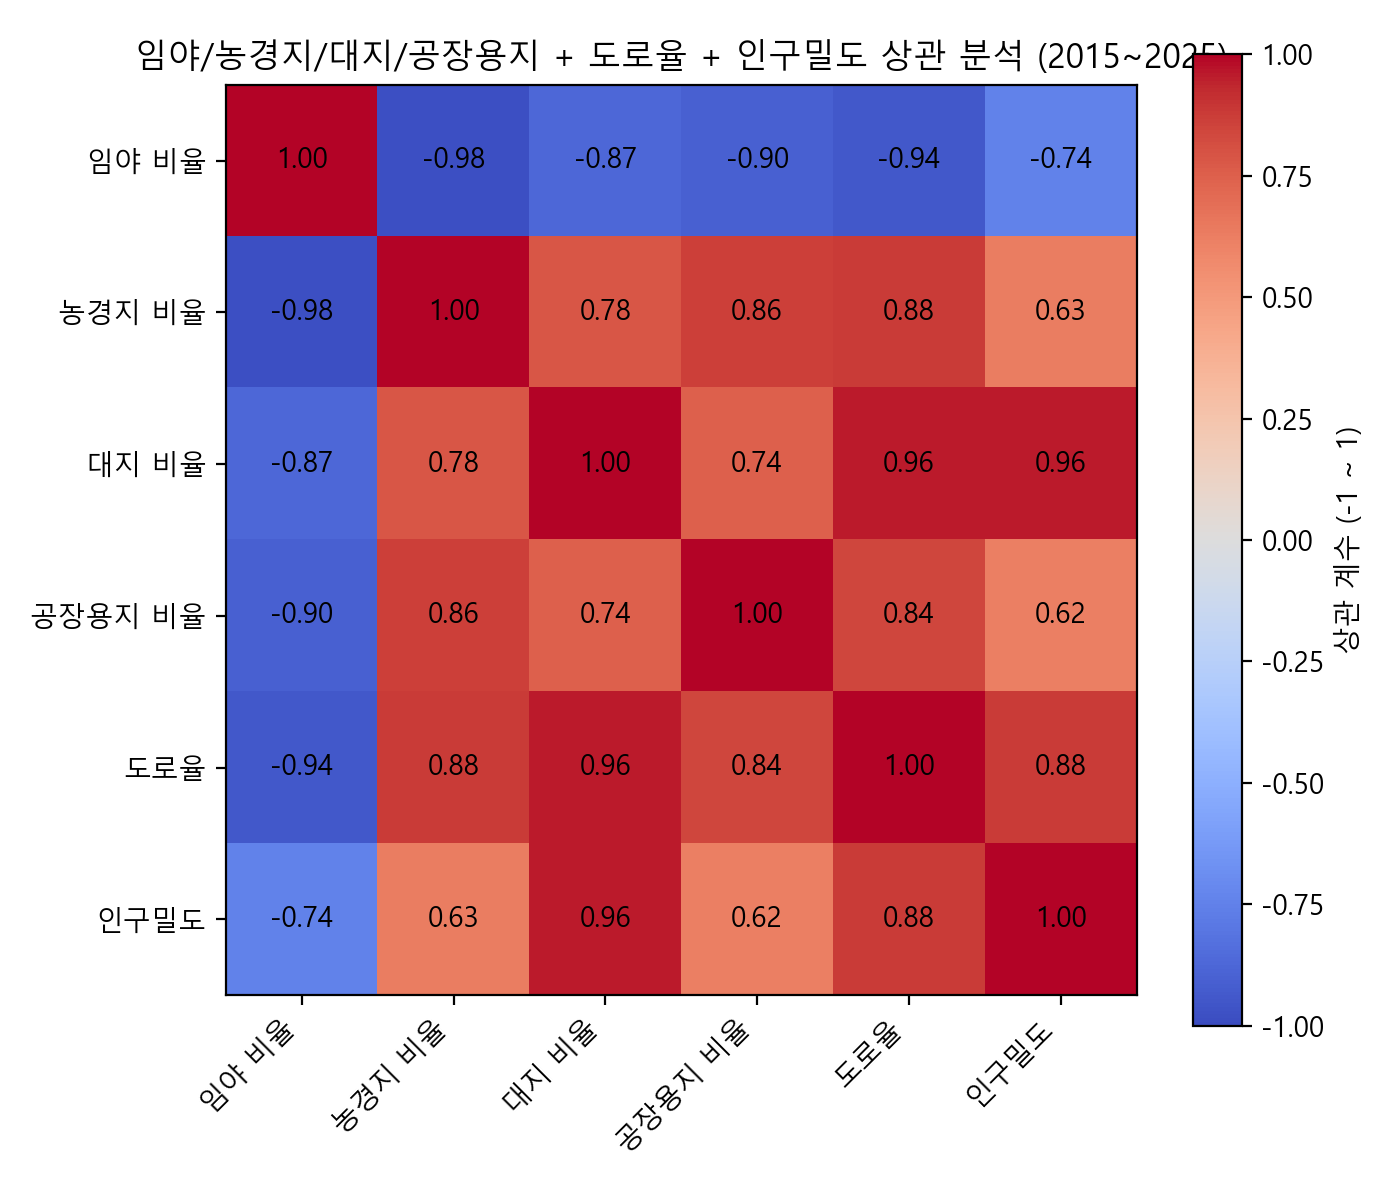 임야/농경지/대지/공장용지 + 도로율 + 인구밀도 상관 분석 (2015~2025)
임야 비율 1.00 -0.98 -0.87 -0.90 -0.94 -0.74
농경지 비율 -0.98 1.00 0.78 0.86 0.88 0.63
대지 비율 -0.87 0.78 1.00 0.74 0.96 0.96
공장용지 비율 -0.90 0.86 0.74 1.00 0.84 0.62
도로율 -0.94 0.88 0.96 0.84 1.00 0.88
인구밀도 -0.74 0.63 0.96 0.62 0.88 1.00
임야 비율 농경지 비율 대지 비율 공장용지 비율 도로율 인구밀도
1.00
0.75
0.50
0.25
0.00
-0.25
-0.50
-0.75
-1.00
상관 계수 (-1 ~ 1)